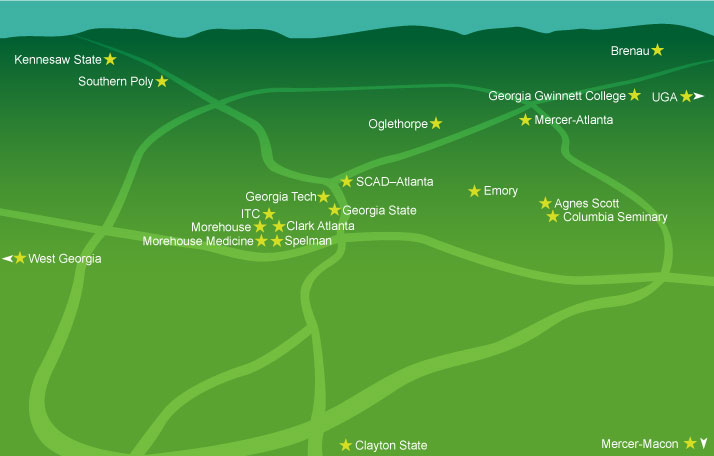 Brenau
Kennesaw State
Southern Poly
Georgia Gwinnett College
UGA
Oglethorpe
Mercer-Atlanta
SCAD–Atlanta
Emory
Georgia Tech
Agnes Scott
Georgia State
ITC
Columbia Seminary
Morehouse
Clark Atlanta
Morehouse Medicine
Spelman
West Georgia
Clayton State
Mercer-Macon